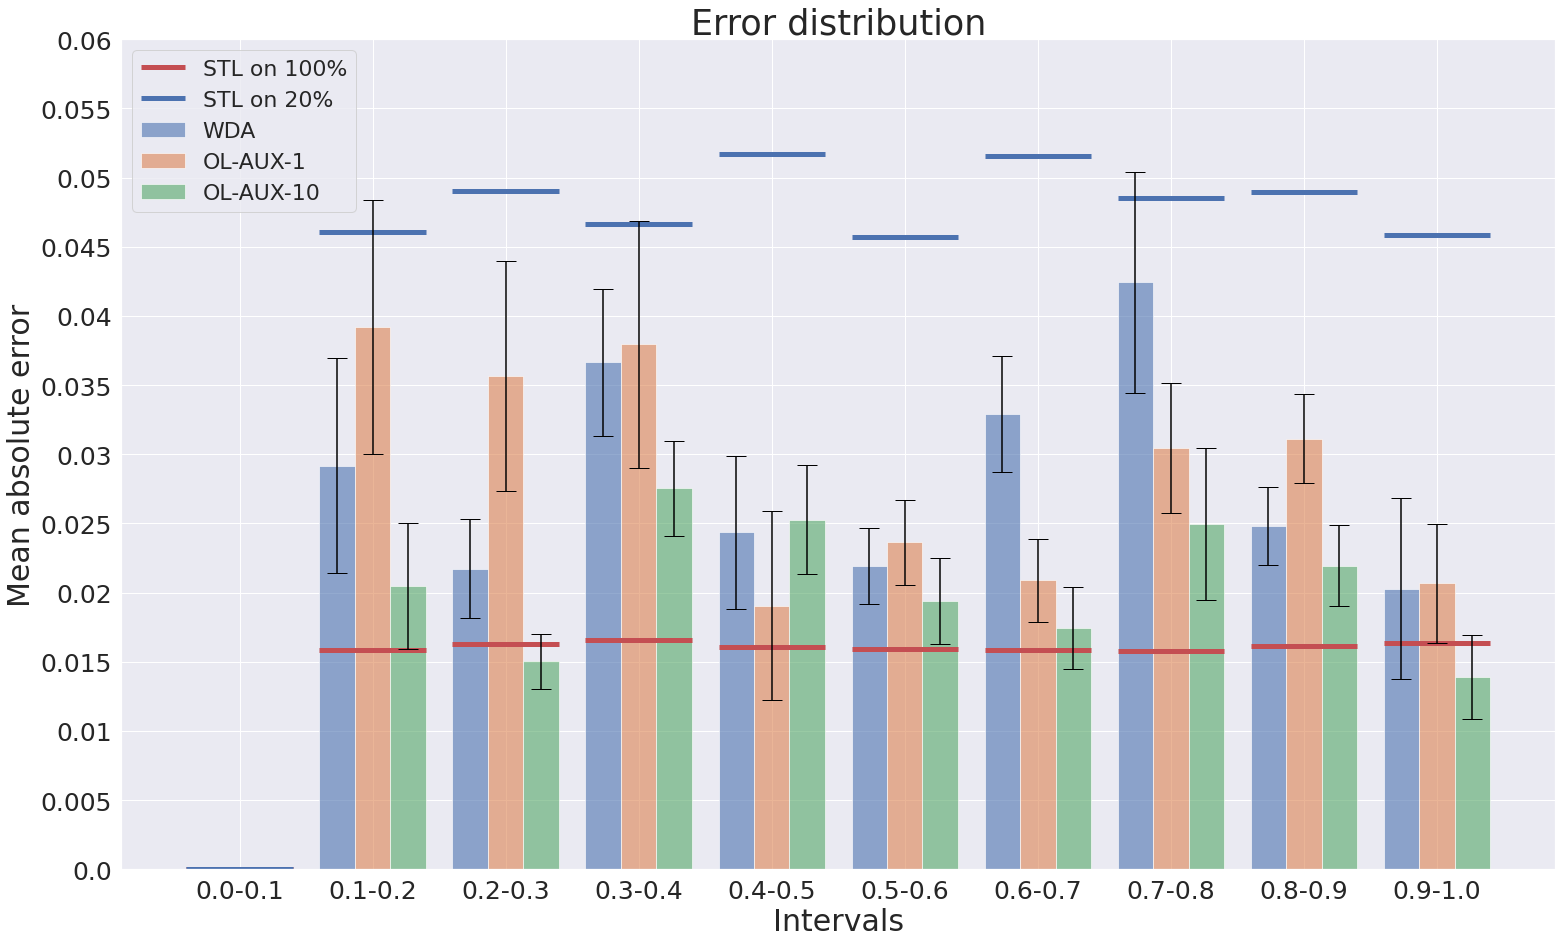 Error distribution
STL on 100%
STL on 20%
WDA
OL-AUX-1
OL-AUX-10
Mean absolute error
0.06
0.055
0.05
0.045
0.04
0.035
0.03
0.025
0.02
0.015
0.01
0.005
0.0
0.0-0.1 0.1-0.2 0.2-0.3 0.3-0.4 0.4-0.5 0.5-0.6 0.6-0.7 0.7-0.8 0.8-0.9 0.9-1.0
Intervals